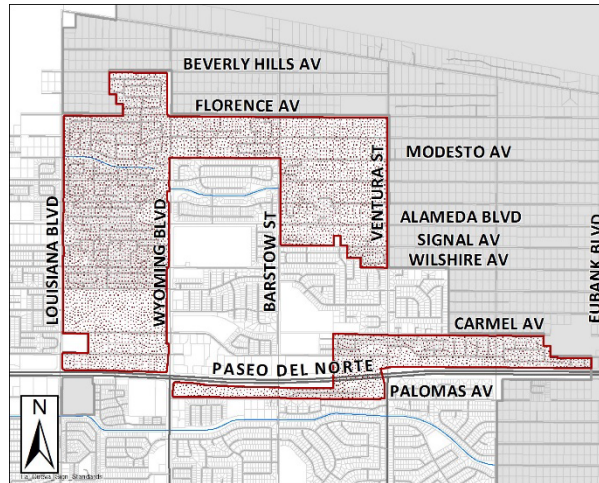 BEVERLY HILLS AV
FLORENCE AV
MODESTO AV
LOUISIANA BLVD
WYOMING BLVD
BARSTOW ST
VENTURA ST
ALAMEDA BLVD
SIGNAL AV
WILSHIRE AV
EUBANK BLVD
CARMEL AV
PASEO DEL NORTE
PALOMAS AV
N
La_Cueva_Sign_Standards